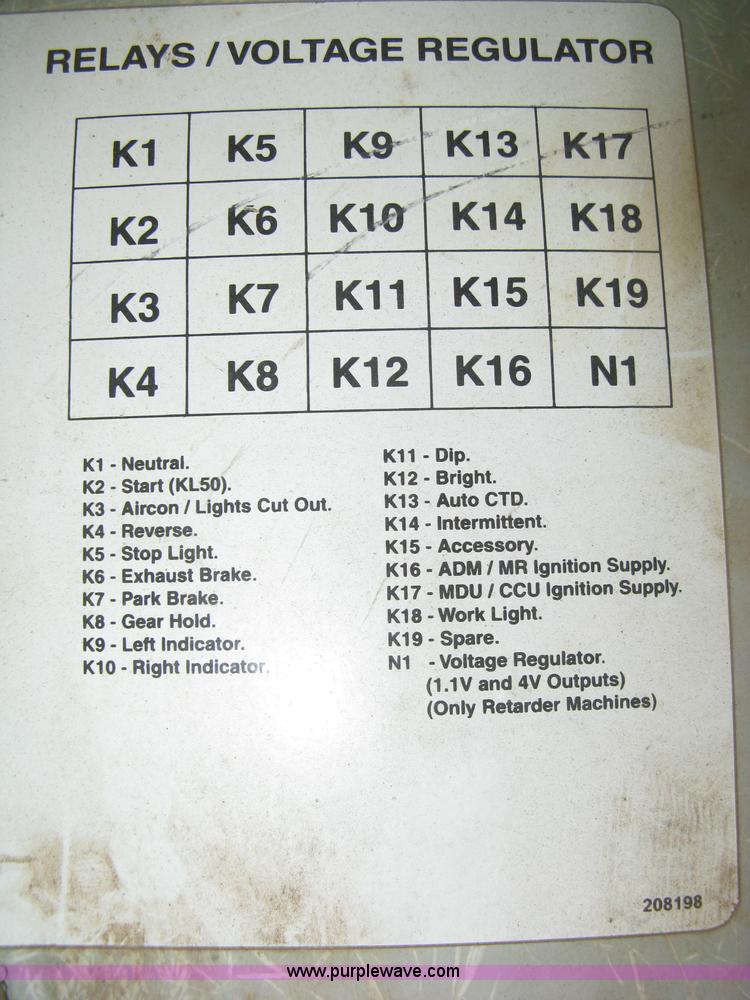 RELAYS / VOLTAGE REGULATOR
K1 K5 K9 K13 K17
K2 K6 K10 K14 K18
K3 K7 K11 K15 K19
K4 K8 K12 K16 N1
K1 - Neutral.
K2 - Start (KL50).
K3 - Aircon / Lights Cut Out.
K4 - Reverse.
K5 - Stop Light.
K6 - Exhaust Brake.
K7 - Park Brake.
K8 - Gear Hold.
K9 - Left Indicator.
K10 - Right Indicator.
K11 - Dip.
K12 - Bright.
K13 - Auto CTD.
K14 - Intermittent.
K15 - Accessory.
K16 - ADM / MR Ignition Supply.
K17 - MDU / CCU Ignition Supply.
K18 - Work Light.
K19 - Spare.
N1 - Voltage Regulator.
(1.1V and 4V Outputs)
(Only Retarder Machines)
208198
www.purplewave.com